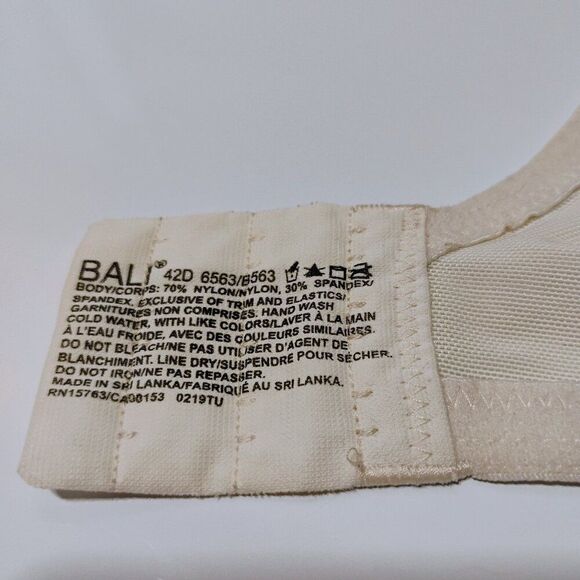 BALI® 42D 6563/B563
BODY/CORPS: 70% NYLON/NYLON, 30% SPANDEX/
SPANDEX. EXCLUSIVE OF TRIM AND ELASTICS/
GARNITURES NON COMPRISES. HAND WASH
COLD WATER, WITH LIKE COLORS/LAVER À LA MAIN
À L'EAU FROIDE, AVEC DES COULEURS SIMILAIRES.
DO NOT BLEACH/NE PAS UTILISER D'AGENT DE
BLANCHIMENT. LINE DRY/SUSPENDRE POUR SÉCHER.
DO NOT IRON/NE PAS REPASSER.
MADE IN SRI LANKA/FABRIQUÉ AU SRI LANKA.
RN15763/CA00153 0219TU